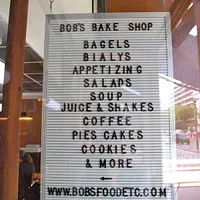 BOB'S BAKE SHOP
BAGELS
BIALYS
APPETIZING
SALADS
SOUP
JUICE & SHAKES
COFFEE
PIES CAKES
COOKIES
& MORE
←
WWW.BOBSFOODETC.COM